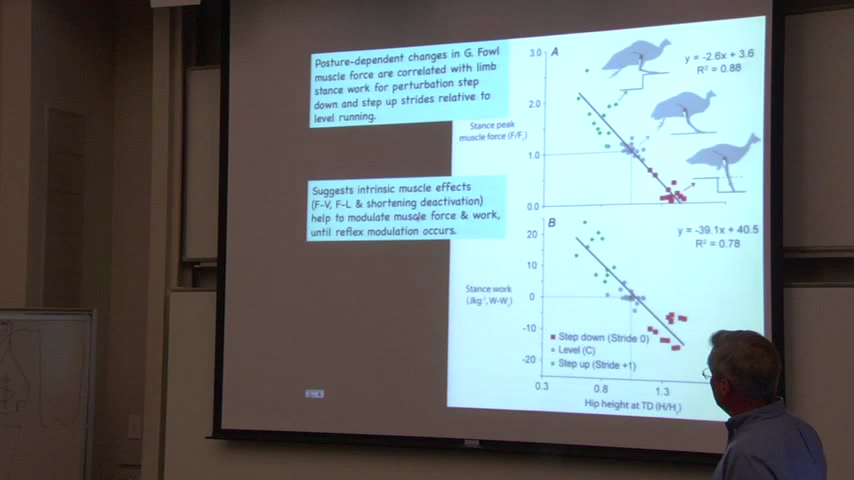 Posture-dependent changes in G. Fowl
muscle force are correlated with limb
stance work for perturbation step
down and step up strides relative to
level running.
Suggests intrinsic muscle effects
(F-V, F-L & shortening deactivation)
help to modulate muscle force & work,
until reflex modulation occurs.
A
y = -2.6x + 3.6
R² = 0.88
3.0
2.0
1.0
0.0
Stance peak
muscle force
B
y = -39.1x + 40.5
R² = 0.78
20
10
0
-10
-20
Stance work
Step down (Stride 0)
Level (C)
Step up (Stride +1)
0.3 0.8 1.3
Hip height at TD